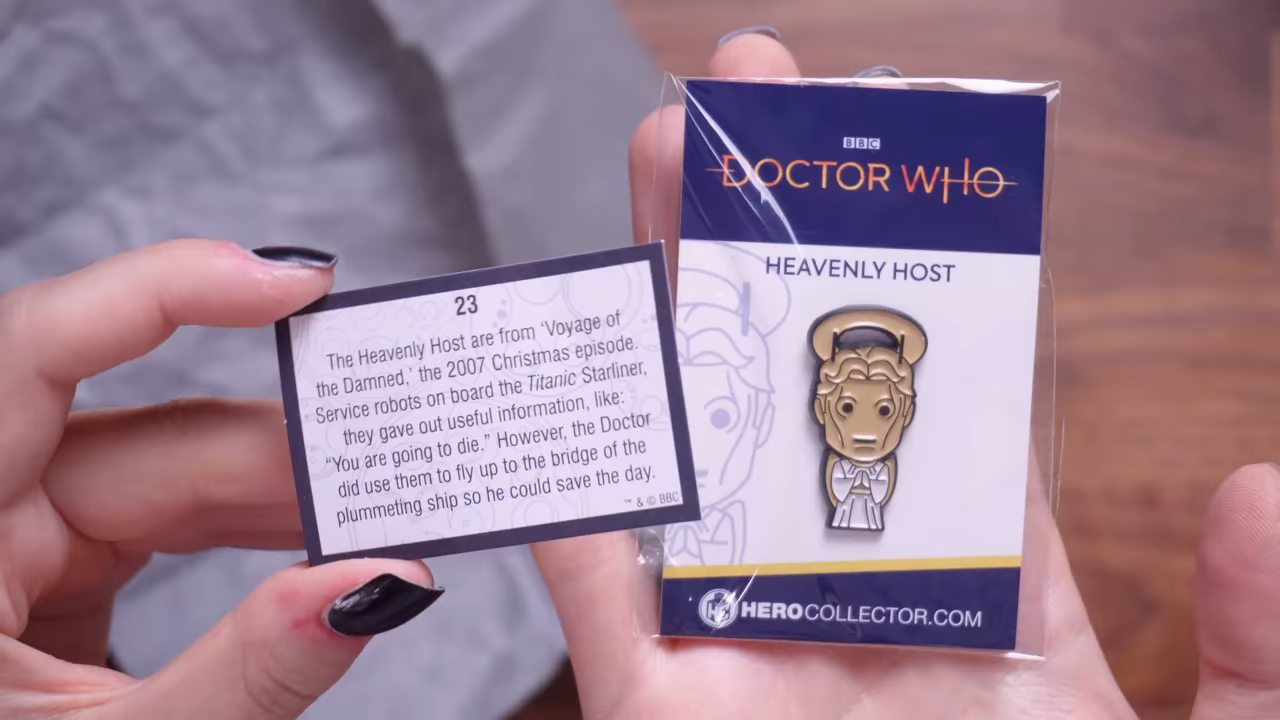 23
The Heavenly Host are from ‘Voyage of
the Damned,’ the 2007 Christmas episode.
Service robots on board the Titanic Starliner,
they gave out useful information, like:
“You are going to die.” However, the Doctor
did use them to fly up to the bridge of the
plummeting ship so he could save the day.
™ & © BBC
BBC
DOCTOR WHO
HEAVENLY HOST
HEROCOLLECTOR.COM